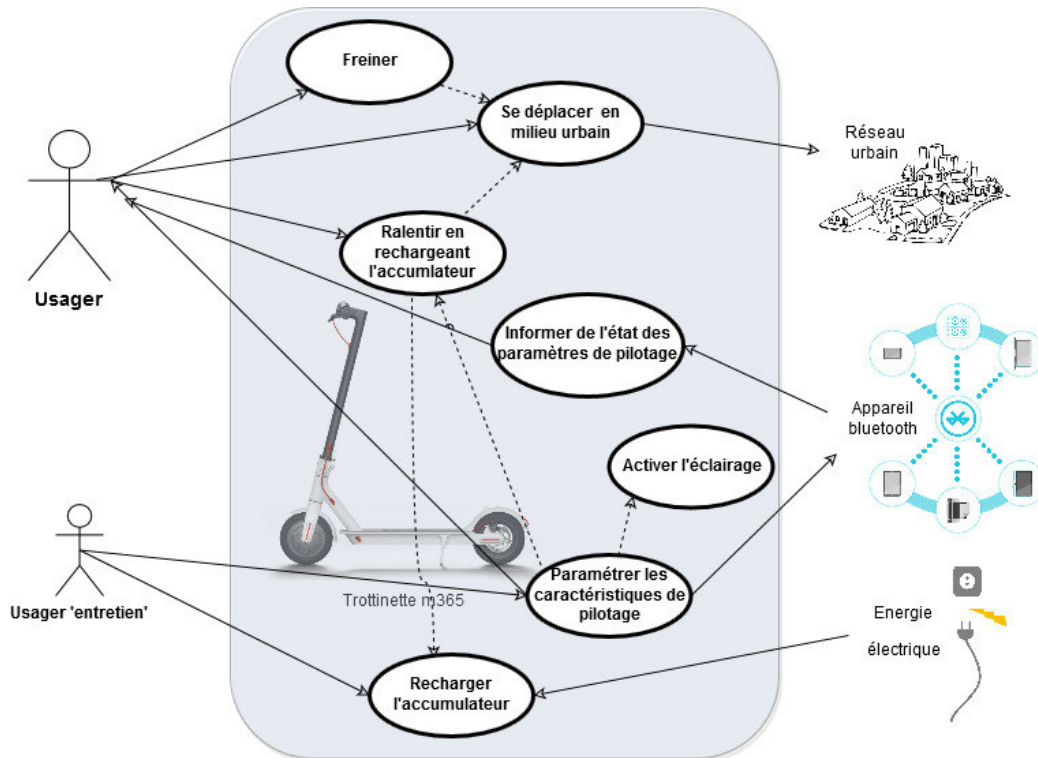 Freiner
Se déplacer en
milieu urbain
Réseau
urbain
Ralentir en
rechargeant
l'accumlateur
Usager
Informer de l'état des
paramètres de pilotage
Appareil
bluetooth
Activer l'éclairage
Usager 'entretien'
Trottinette m365
Paramétrer les
caractéristiques de
pilotage
Energie
électrique
Recharger
l'accumulateur